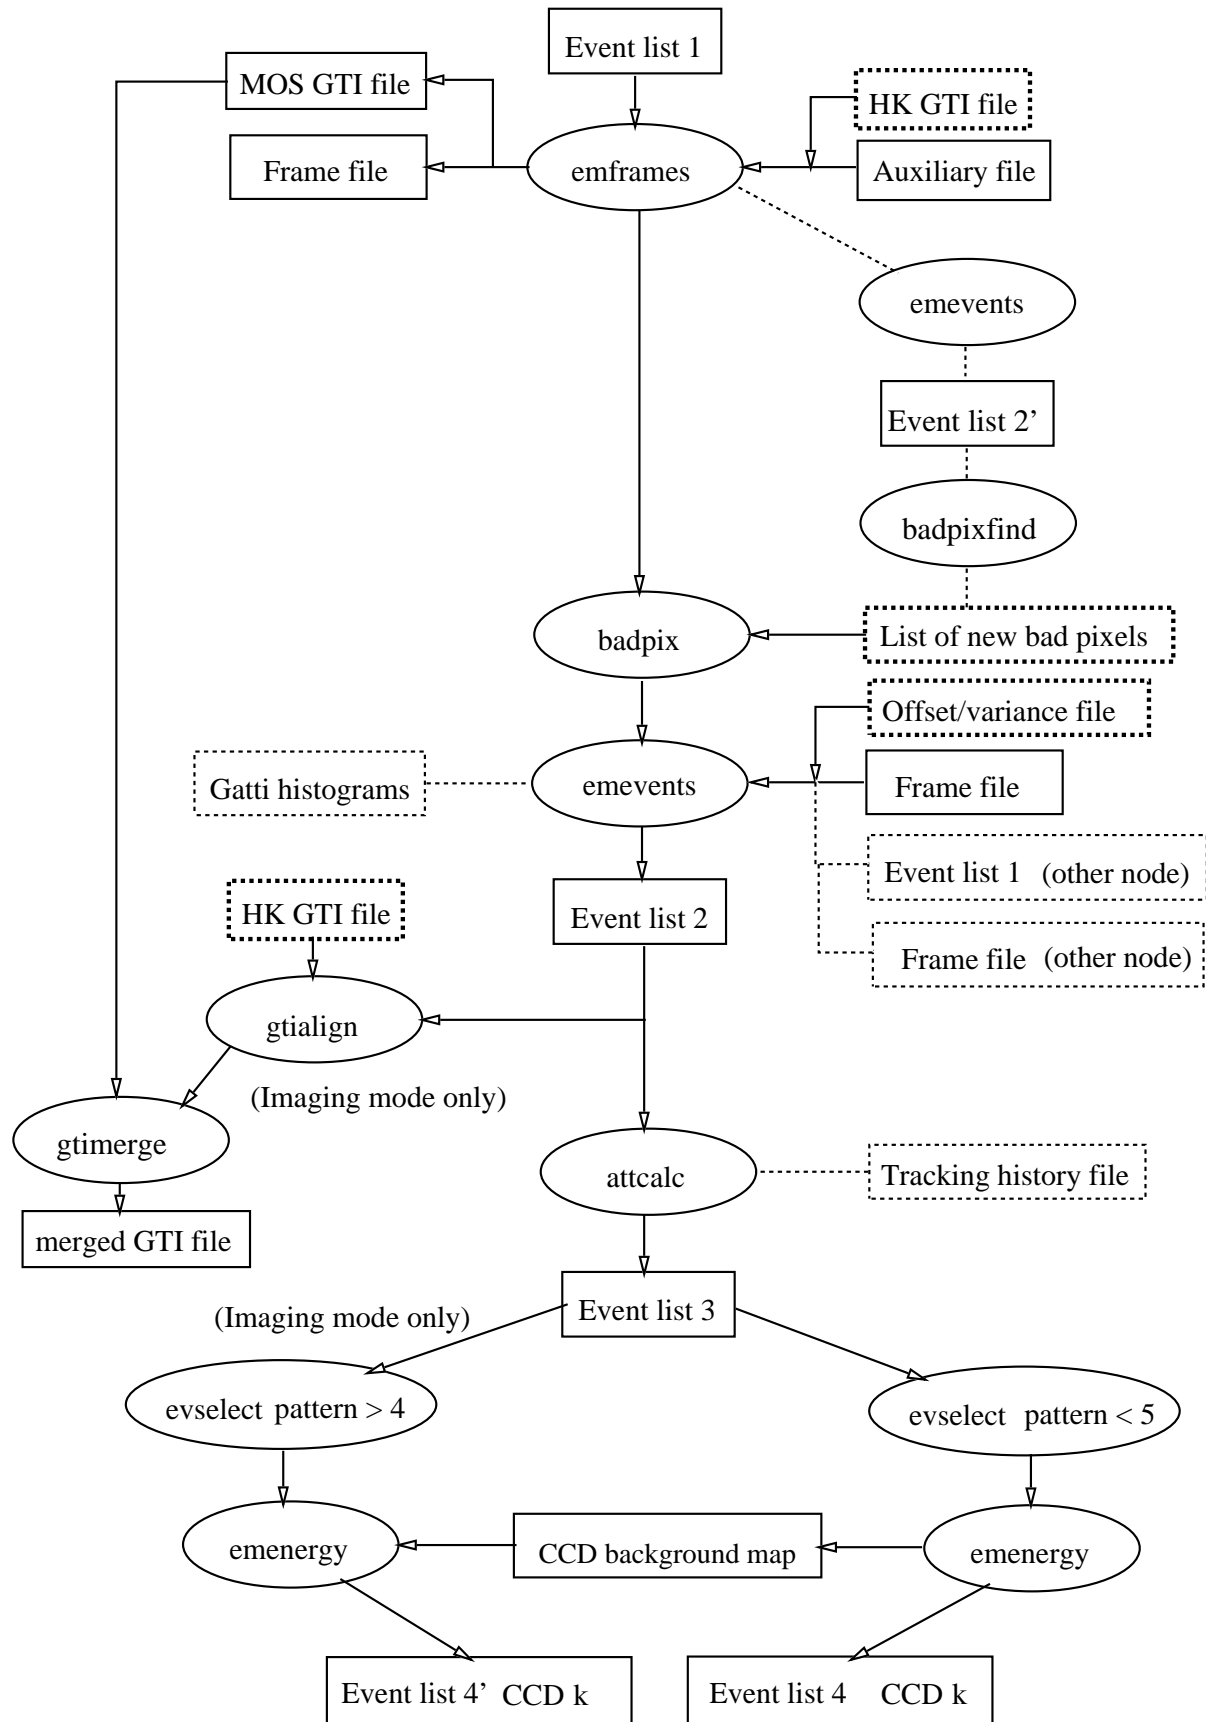 Event list 1
MOS GTI file
HK GTI file
Frame file
emframes
Auxiliary file
emevents
Event list 2’
badpixfind
badpix
List of new bad pixels
Offset/variance file
Gatti histograms
emevents
Frame file
Event list 1 (other node)
HK GTI file
Event list 2
Frame file (other node)
gtialign
(Imaging mode only)
gtimerge
attcalc
Tracking history file
merged GTI file
(Imaging mode only)
Event list 3
evselect pattern > 4
evselect pattern < 5
emenergy
CCD background map
emenergy
Event list 4’ CCD k
Event list 4 CCD k